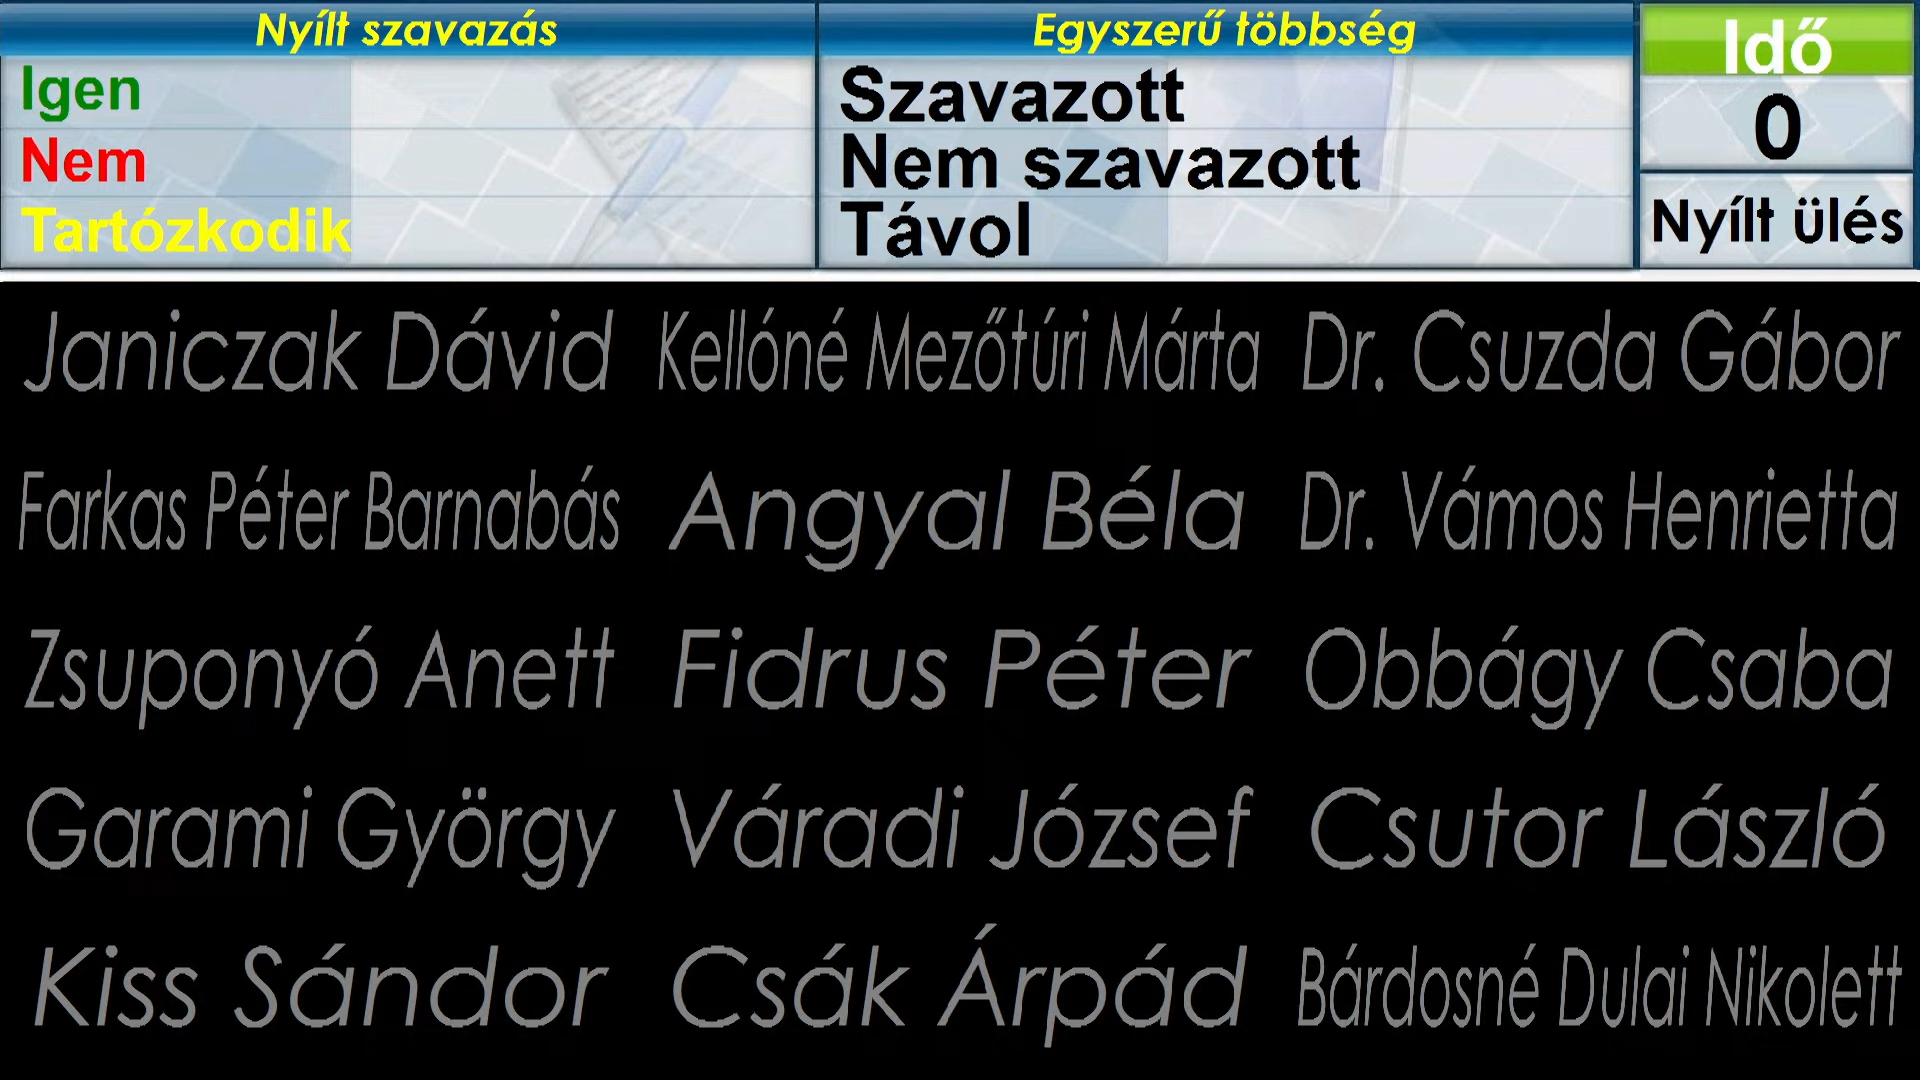 Nyílt szavazás
Igen
Nem
Tartózkodik
Egyszerű többség
Szavazott
Nem szavazott
Távol
Idő
0
Nyílt ülés
Janiczak Dávid
Kellóné Mezőtúri Márta
Dr. Csuzda Gábor
Farkas Péter Barnabás
Angyal Béla
Dr. Vámos Henrietta
Zsuponyó Anett
Fidrus Péter
Obbágy Csaba
Garami György
Váradi József
Csutor László
Kiss Sándor
Csák Árpád
Bárdosné Dulai Nikolett